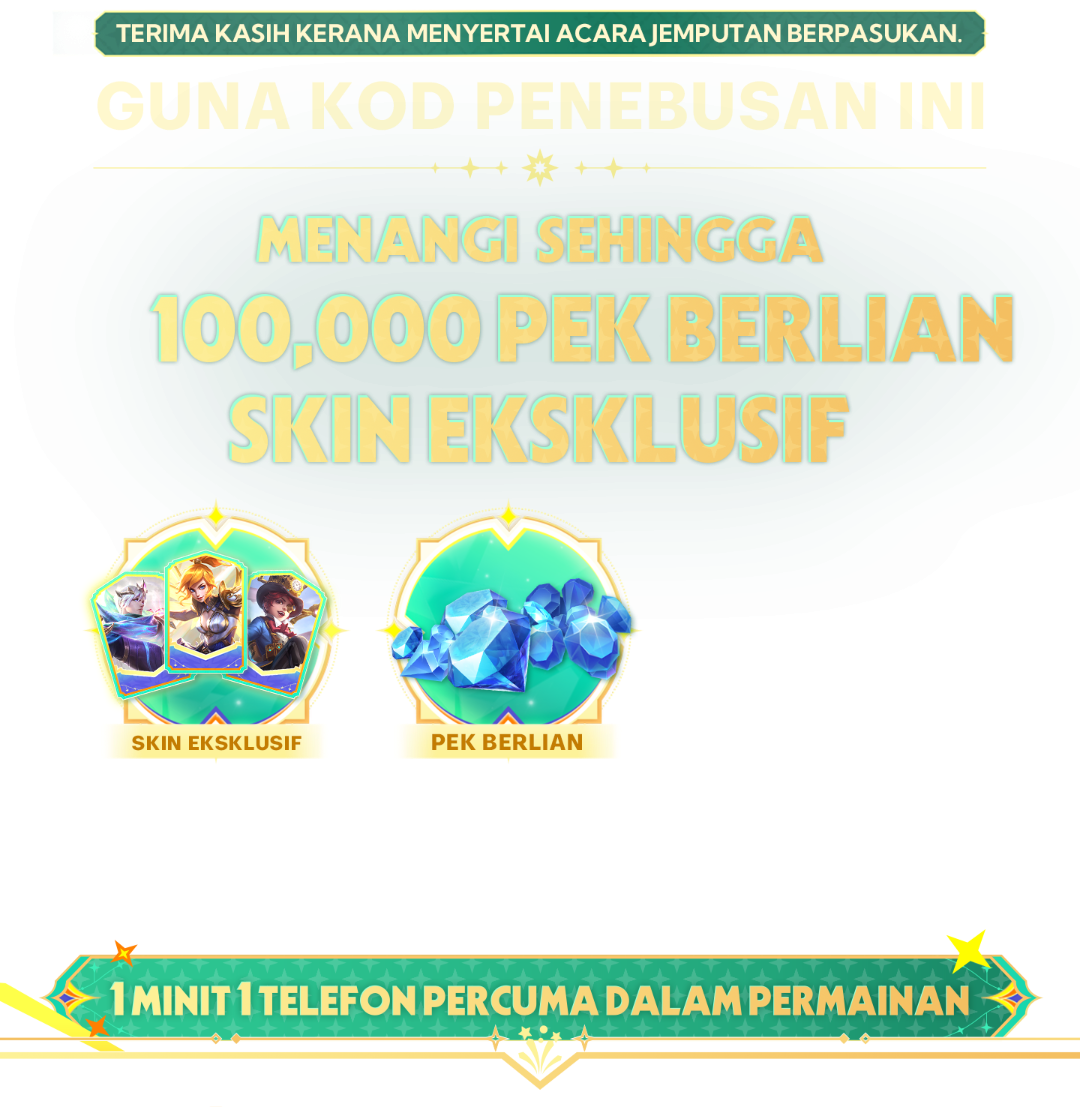 TERIMA KASIH KERANA MENYERTAI ACARA JEMPUTAN BERPASUKAN.
GUNA KOD PENEBUSAN INI
MENANGI SEHINGGA
100,000 PEK BERLIAN
SKIN EKSKLUSIF
SKIN EKSKLUSIF
PEK BERLIAN
1 MINIT 1 TELEFON PERCUMA DALAM PERMAINAN